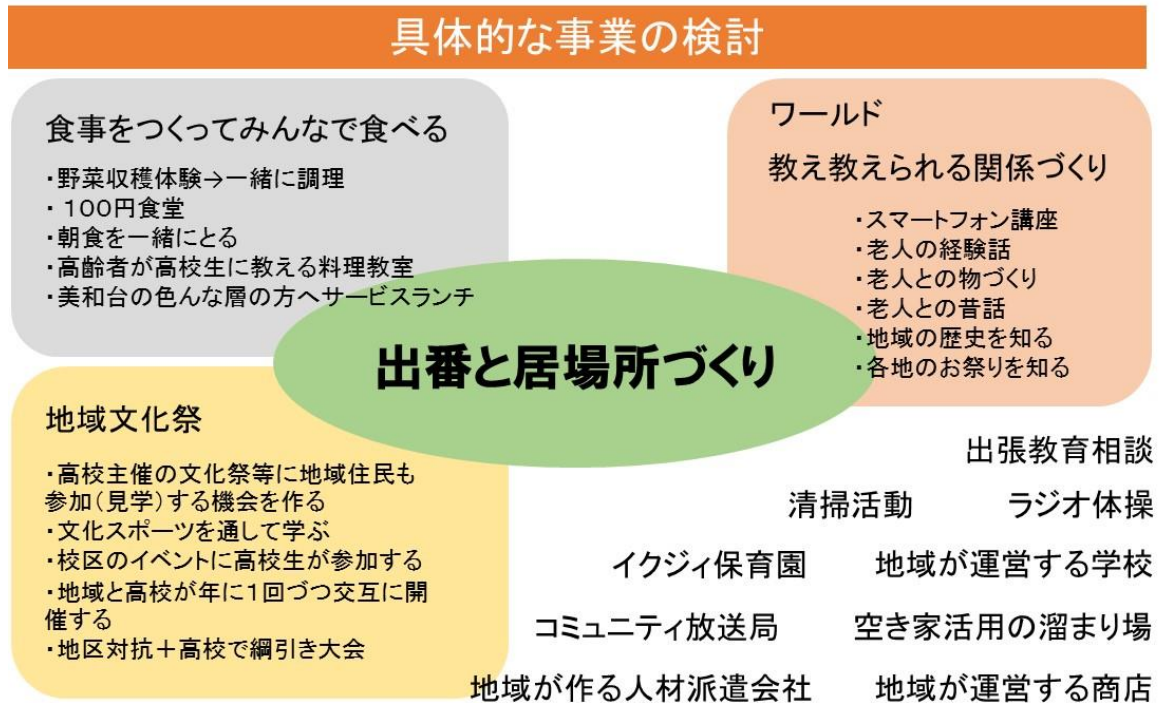 具体的な事業の検討
食事をつくってみんなで食べる
・野菜収穫体験→一緒に調理
・100円食堂
・朝食を一緒にとる
・高齢者が高校生に教える料理教室
・美和台の色んな層の方へサービスランチ
ワールド
教え教えられる関係づくり
・スマートフォン講座
・老人の経験話
・老人との物づくり
・老人との昔話
・地域の歴史を知る
・各地のお祭りを知る
出番と居場所づくり
地域文化祭
・高校主催の文化祭等に地域住民も
参加(見学)する機会を作る
・文化スポーツを通して学ぶ
・校区のイベントに高校生が参加する
・地域と高校が年に1回づつ交互に開
催する
・地区対抗+高校で綱引き大会
出張教育相談
清掃活動 ラジオ体操
イクジィ保育園 地域が運営する学校
コミュニティ放送局 空き家活用の溜まり場
地域が作る人材派遣会社 地域が運営する商店